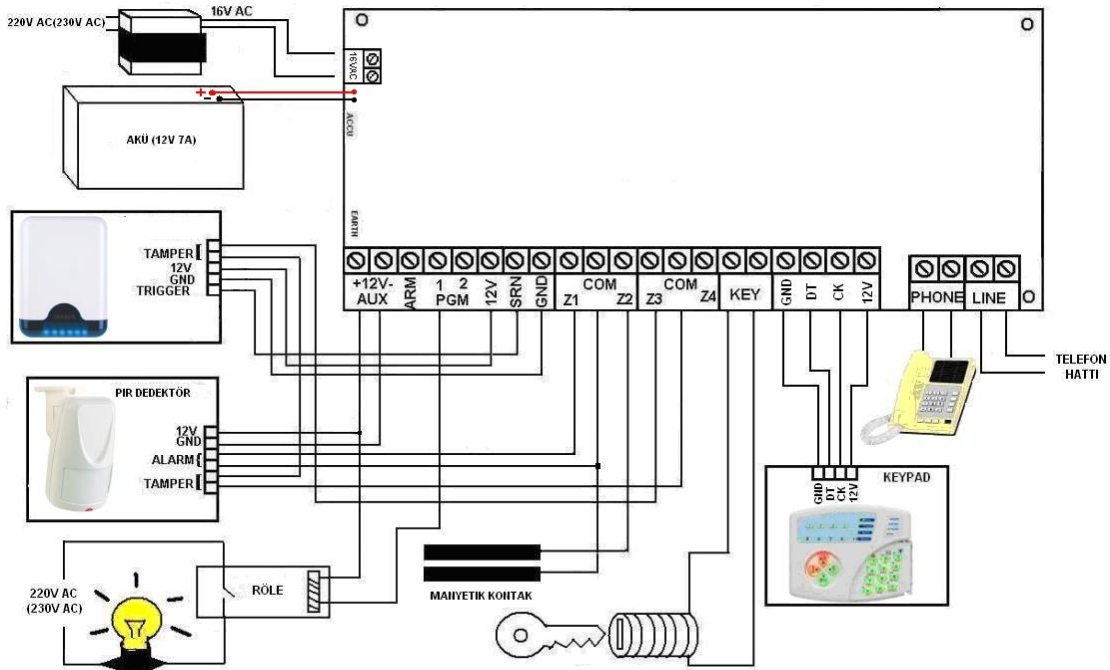 220V AC(230V AC)
16V AC
16VAC
+
-
AKÜ (12V 7A)
ACCU
EARTH
TAMPER
12V
GND
TRIGGER
+12V-
AUX
ARM
1 2
PGM
12V
SRN
GND
COM
Z1 Z2
COM
Z3 Z4
KEY
GND
DT
CK
12V
PHONE
LINE
TELEFON
HATTI
PIR DEDEKTÖR
12V
GND
ALARM
TAMPER
KEYPAD
GND
DT
CK
12V
220V AC
(230V AC)
RÖLE
MANYETIK KONTAK